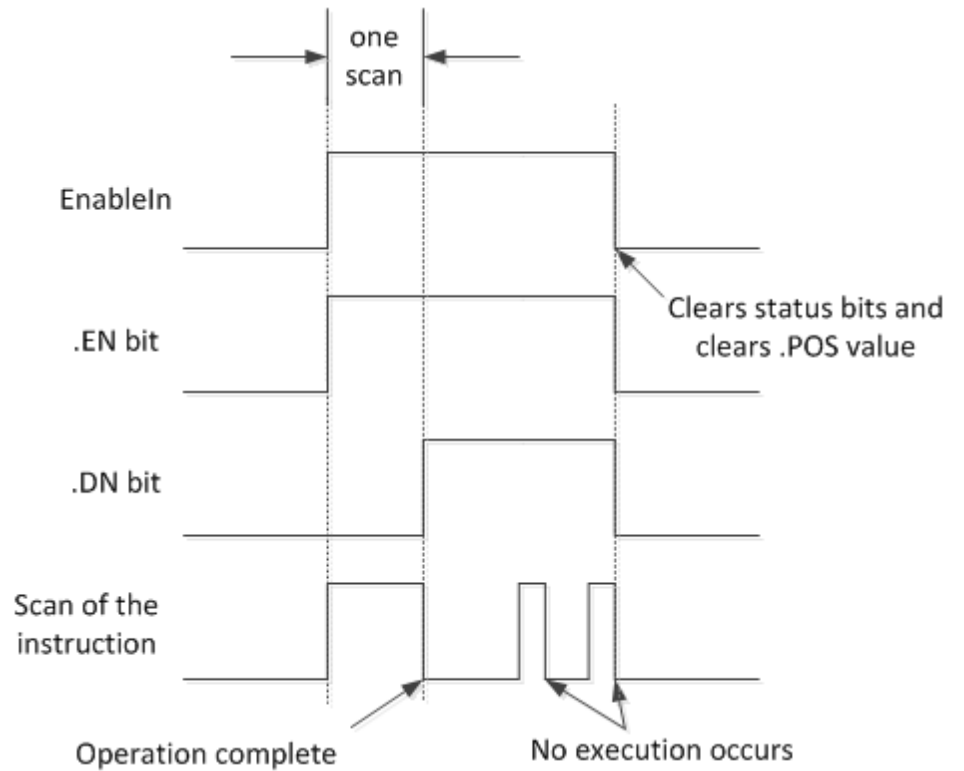 one
scan
EnableIn
Clears status bits and
clears .POS value
.EN bit
.DN bit
Scan of the
instruction
Operation complete
No execution occurs